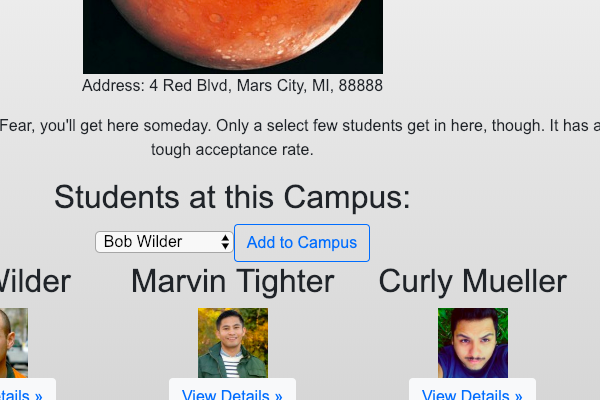 Address: 4 Red Blvd, Mars City, MI, 88888
Fear, you'll get here someday. Only a select few students get in here, though. It has a
tough acceptance rate.
Students at this Campus:
Bob Wilder Add to Campus
Wilder Marvin Tighter Curly Mueller
View Details » View Details »